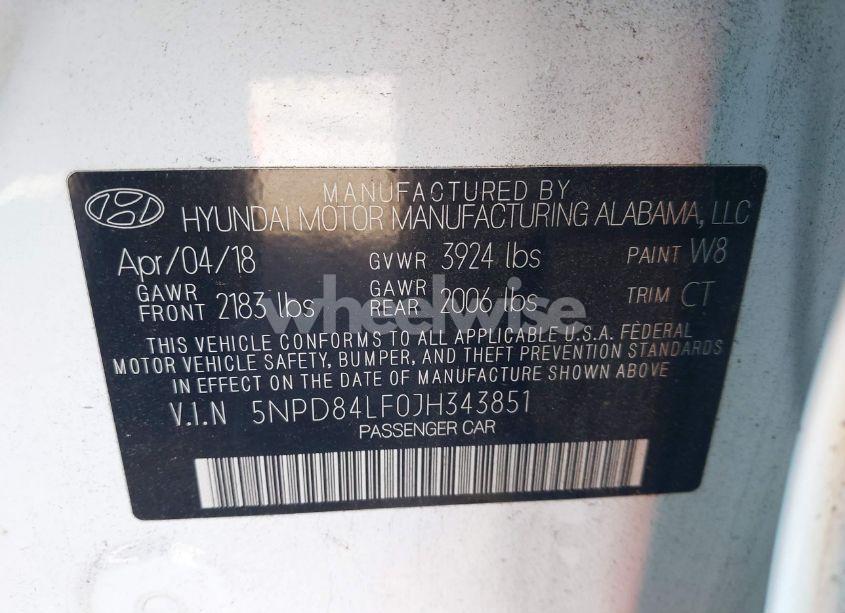 MANUFACTURED BY
HYUNDAI MOTOR MANUFACTURING ALABAMA, LLC
Apr/04/18 GVWR 3924 lbs PAINT W8
GAWR FRONT 2183 lbs GAWR REAR 2006 lbs TRIM CT
wheelwise
THIS VEHICLE CONFORMS TO ALL APPLICABLE U.S.A. FEDERAL
MOTOR VEHICLE SAFETY, BUMPER, AND THEFT PREVENTION STANDARDS
IN EFFECT ON THE DATE OF MANUFACTURE SHOWN ABOVE
V.I.N 5NPD84LF0JH343851
PASSENGER CAR